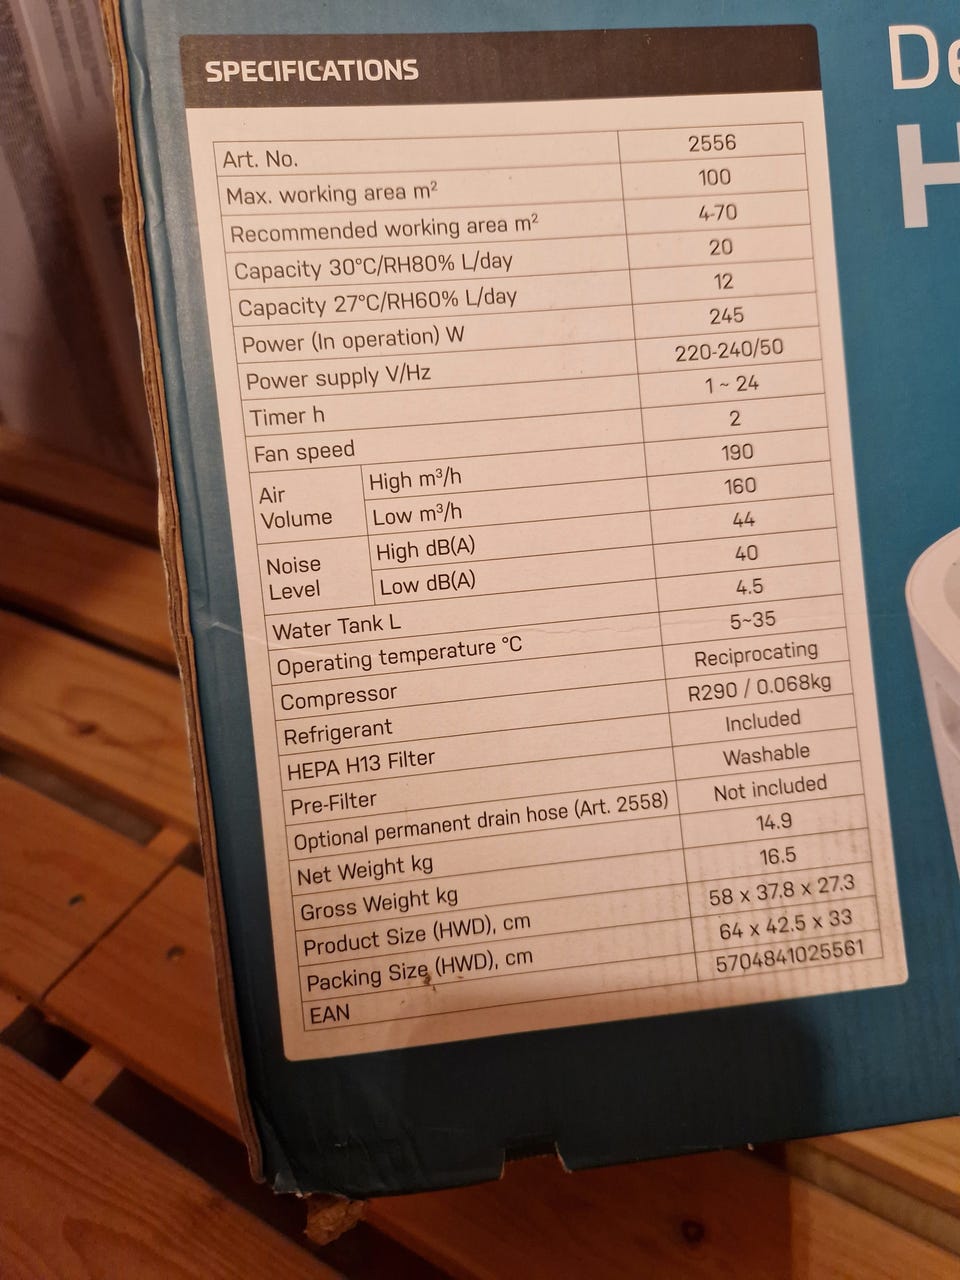 SPECIFICATIONS
De
H
Art. No. 2556
Max. working area m² 100
Recommended working area m² 4-70
Capacity 30°C/RH80% L/day 20
Capacity 27°C/RH60% L/day 12
Power (In operation) W 245
Power supply V/Hz 220-240/50
Timer h 1 ~ 24
Fan speed 2
Air Volume High m³/h 190
Low m³/h 160
Noise Level High dB(A) 44
Low dB(A) 40
Water Tank L 4.5
Operating temperature °C 5~35
Compressor Reciprocating
Refrigerant R290 / 0.068kg
HEPA H13 Filter Included
Pre-Filter Washable
Optional permanent drain hose (Art. 2558) Not included
Net Weight kg 14.9
Gross Weight kg 16.5
Product Size (HWD), cm 58 x 37.8 x 27.3
Packing Size (HWD), cm 64 x 42.5 x 33
EAN 5704841025561